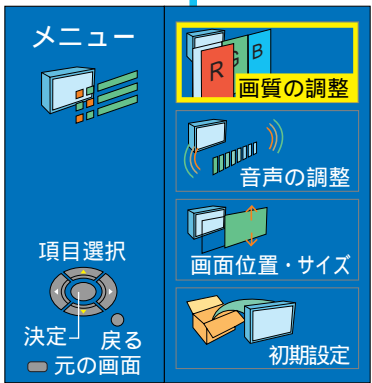 メニュー
R G B
画質の調整
音声の調整
画面位置・サイズ
初期設定
項目選択
決定
戻る
元の画面